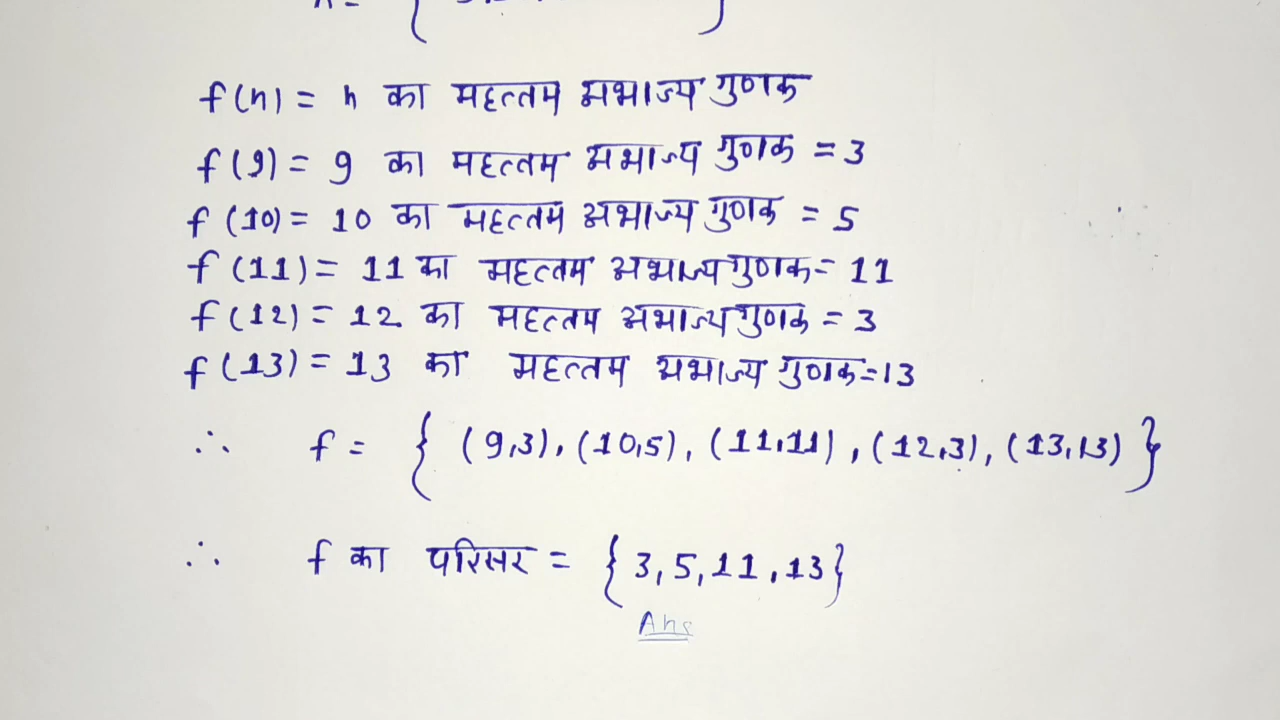 f(n) = n का महत्तम अभाज्य गुणक
f(9) = 9 का महत्तम अभाज्य गुणक = 3
f(10) = 10 का महत्तम अभाज्य गुणक = 5
f(11) = 11 का महत्तम अभाज्य गुणक = 11
f(12) = 12 का महत्तम अभाज्य गुणक = 3
f(13) = 13 का महत्तम अभाज्य गुणक = 13
∴ f = { (9,3), (10,5), (11,11), (12,3), (13,13) }
∴ f का परिसर = {3, 5, 11, 13}
Ans